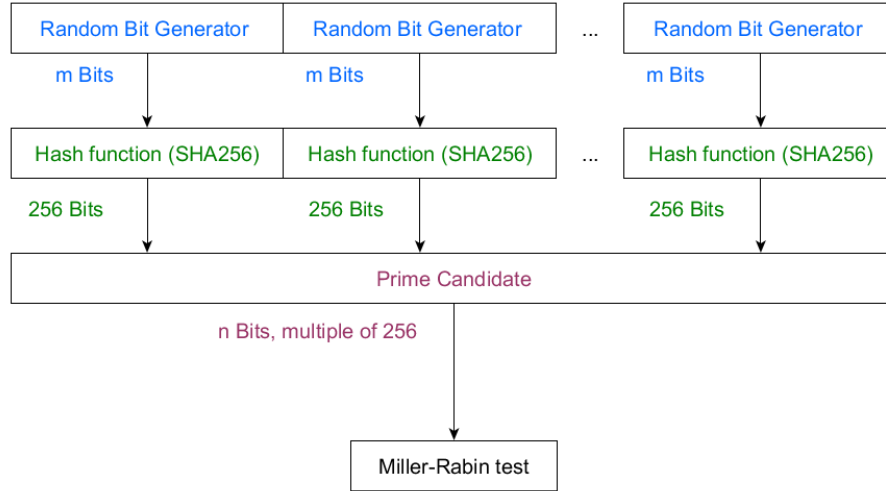 Random Bit Generator Random Bit Generator ... Random Bit Generator
m Bits m Bits m Bits
Hash function (SHA256) Hash function (SHA256) ... Hash function (SHA256)
256 Bits 256 Bits 256 Bits
Prime Candidate
n Bits, multiple of 256
Miller-Rabin test